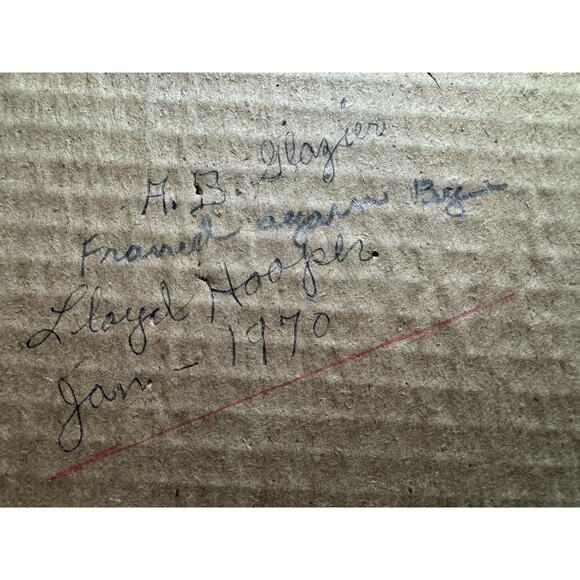 A. B. Glazier
Framed again By
Lloyd Hooper.
Jan - 1970